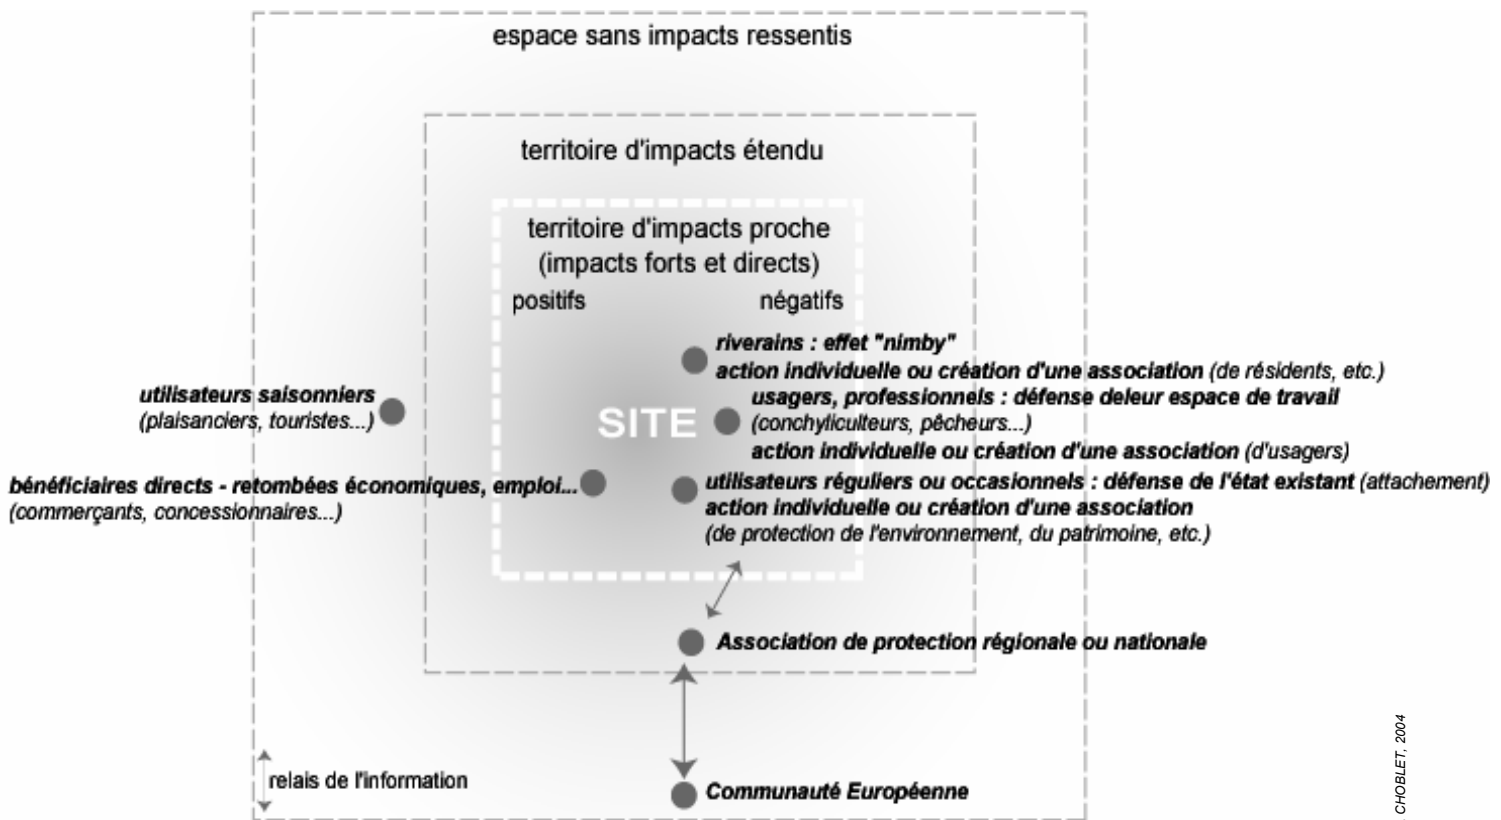 espace sans impacts ressentis
territoire d'impacts étendu
territoire d'impacts proche
(impacts forts et directs)
positifs
négatifs
riverains : effet "nimby"
action individuelle ou création d'une association (de résidents, etc.)
utilisateurs saisonniers
(plaisanciers, touristes...)
SITE
usagers, professionnels : défense deleur espace de travail
(conchyliculteurs, pêcheurs...)
action individuelle ou création d'une association (d'usagers)
bénéficiaires directs - retombées économiques, emploi...
(commerçants, concessionnaires...)
utilisateurs réguliers ou occasionnels : défense de l'état existant (attachement)
action individuelle ou création d'une association
(de protection de l'environnement, du patrimoine, etc.)
Association de protection régionale ou nationale
relais de l'information
Communauté Européenne
CHOBLET, 2004